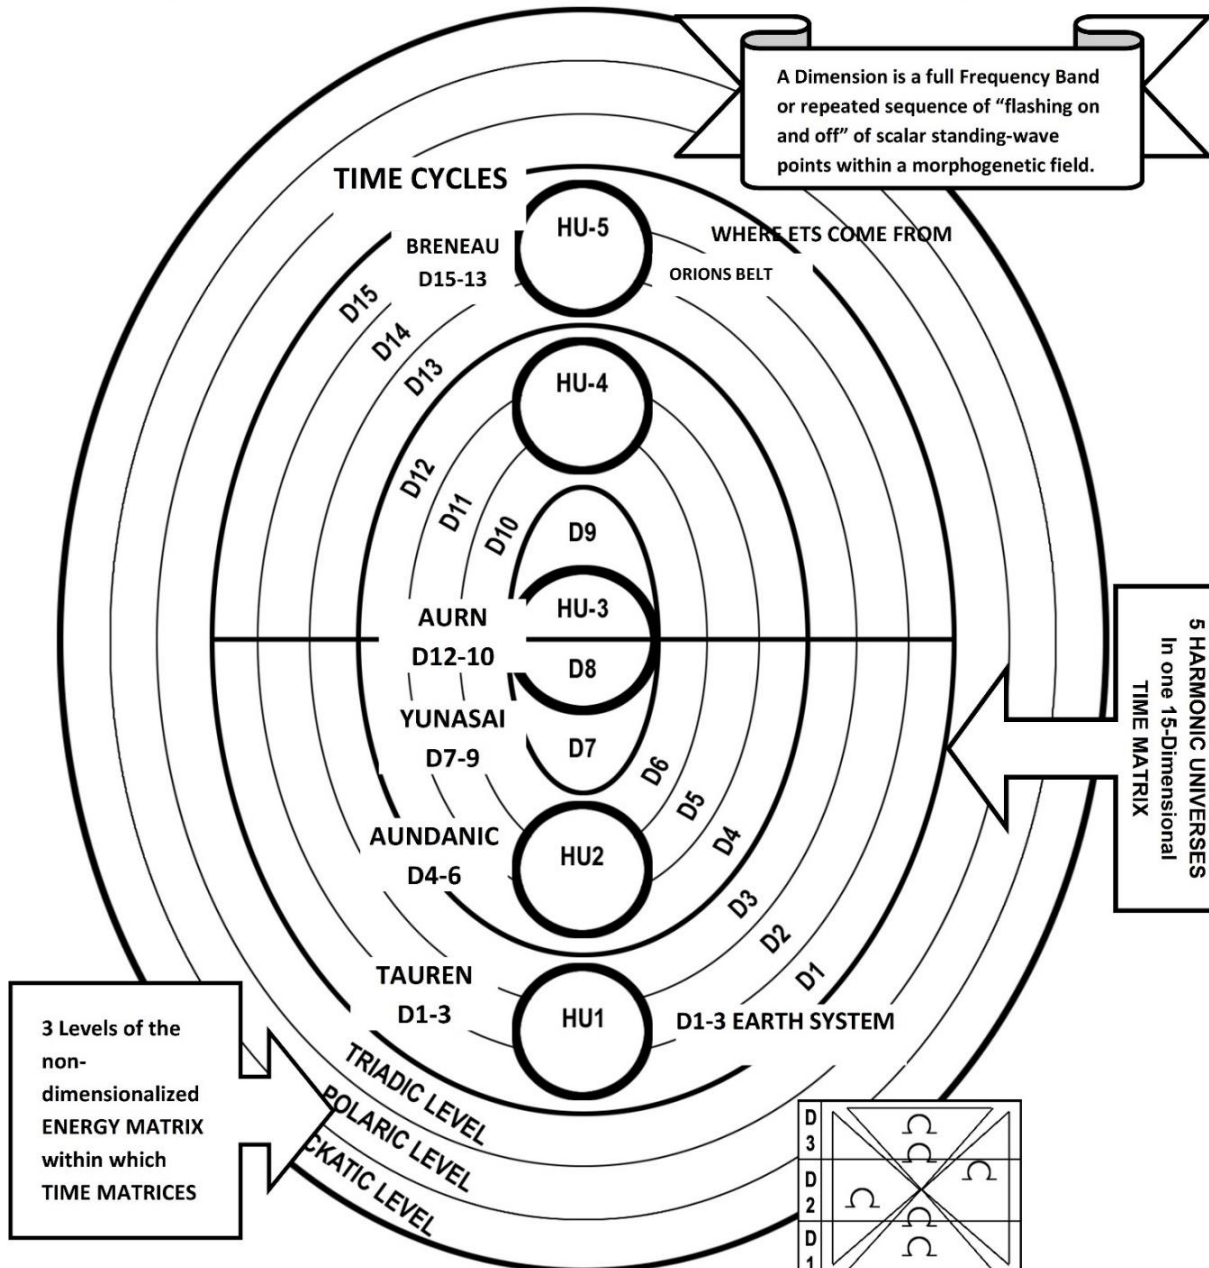 A Dimension is a full Frequency Band
or repeated sequence of “flashing on
and off” of scalar standing-wave
points within a morphogenetic field.
TIME CYCLES
HU-5
WHERE ETS COME FROM
BRENEAU
D15-13
ORIONS BELT
D15
D14
D13
HU-4
D12
D11
D10
D9
HU-3
AURN
D12-10
D8
YUNASAI
D7-9
D7
D6
D5
D4
AUNDANIC
D4-6
HU2
D3
D2
D1
TAUREN
D1-3
HU1
D1-3 EARTH SYSTEM
5 HARMONIC UNIVERSES
In one 15-Dimensional
TIME MATRIX
3 Levels of the
non-
dimensionalized
ENERGY MATRIX
within which
TIME MATRICES
TRIADIC LEVEL
POLARIC LEVEL
CKATIC LEVEL
D
3
D
2
D
1